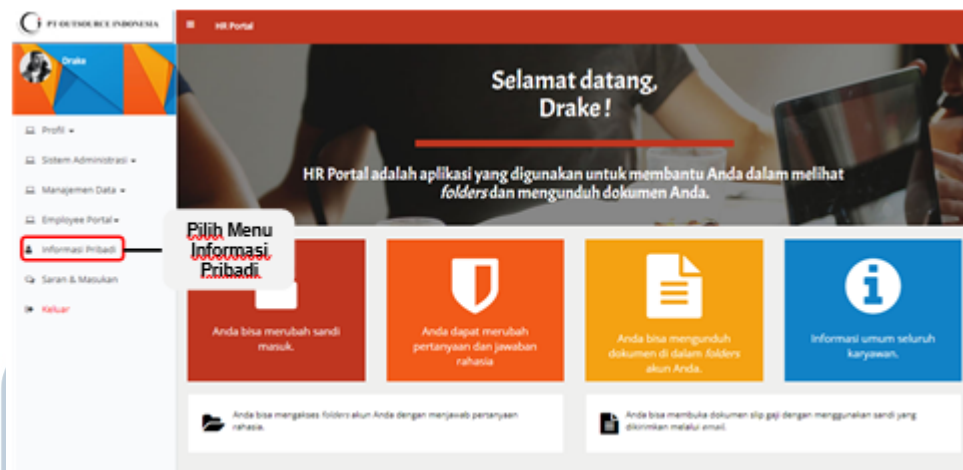 PT OUTSOURCE INDONESIA
HR Portal
Drake
Selamat datang,
Drake !
HR Portal adalah aplikasi yang digunakan untuk membantu Anda dalam melihat
folders dan mengunduh dokumen Anda.
Profil
Sistem Administrasi
Manajemen Data
Employee Portal
Informasi Pribadi
Saran & Masukan
Keluar
Pilih Menu
Informasi
Pribadi
Anda bisa merubah sandi
masuk.
Anda dapat merubah
pertanyaan dan jawaban
rahasia
Anda bisa mengunduh
dokumen di dalam folders
akun Anda.
Informasi umum seluruh
karyawan.
Anda bisa mengakses folders akun Anda dengan menjawab pertanyaan
rahasia.
Anda bisa membuka dokumen slip gaji dengan menggunakan sandi yang
dikirimkan melalui email.